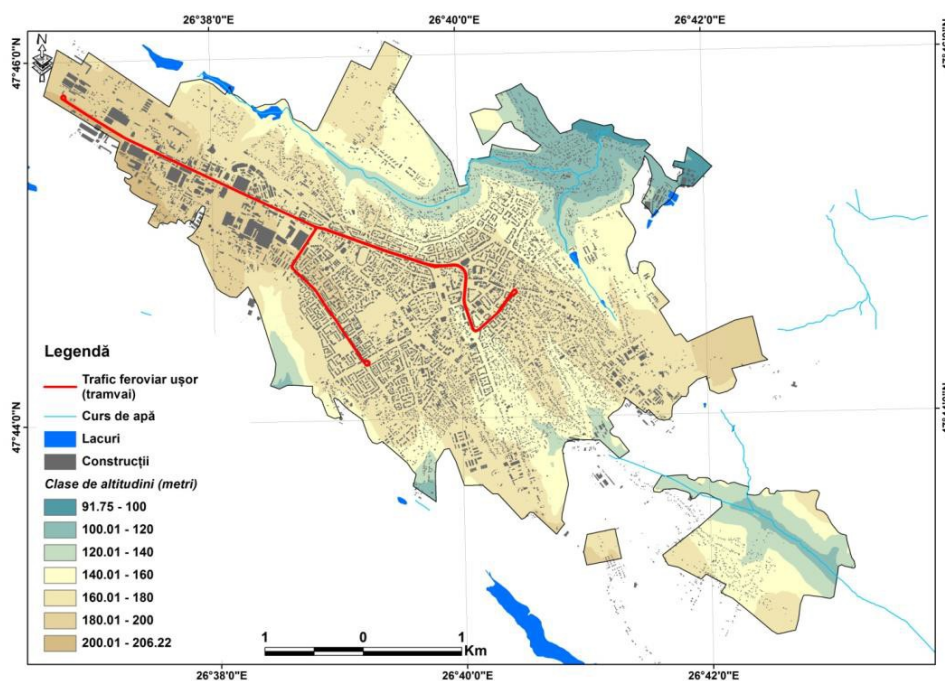 26°38'0"E 26°40'0"E 26°42'0"E
N
47°46'0"N
Legendă
Trafic feroviar ușor
(tramvai)
Curs de apă
Lacuri
Construcții
Clase de altitudini (metri)
91.75 - 100
100.01 - 120
120.01 - 140
140.01 - 160
160.01 - 180
180.01 - 200
200.01 - 206.22
47°44'0"N
1 0 1
Km
26°38'0"E 26°40'0"E 26°42'0"E